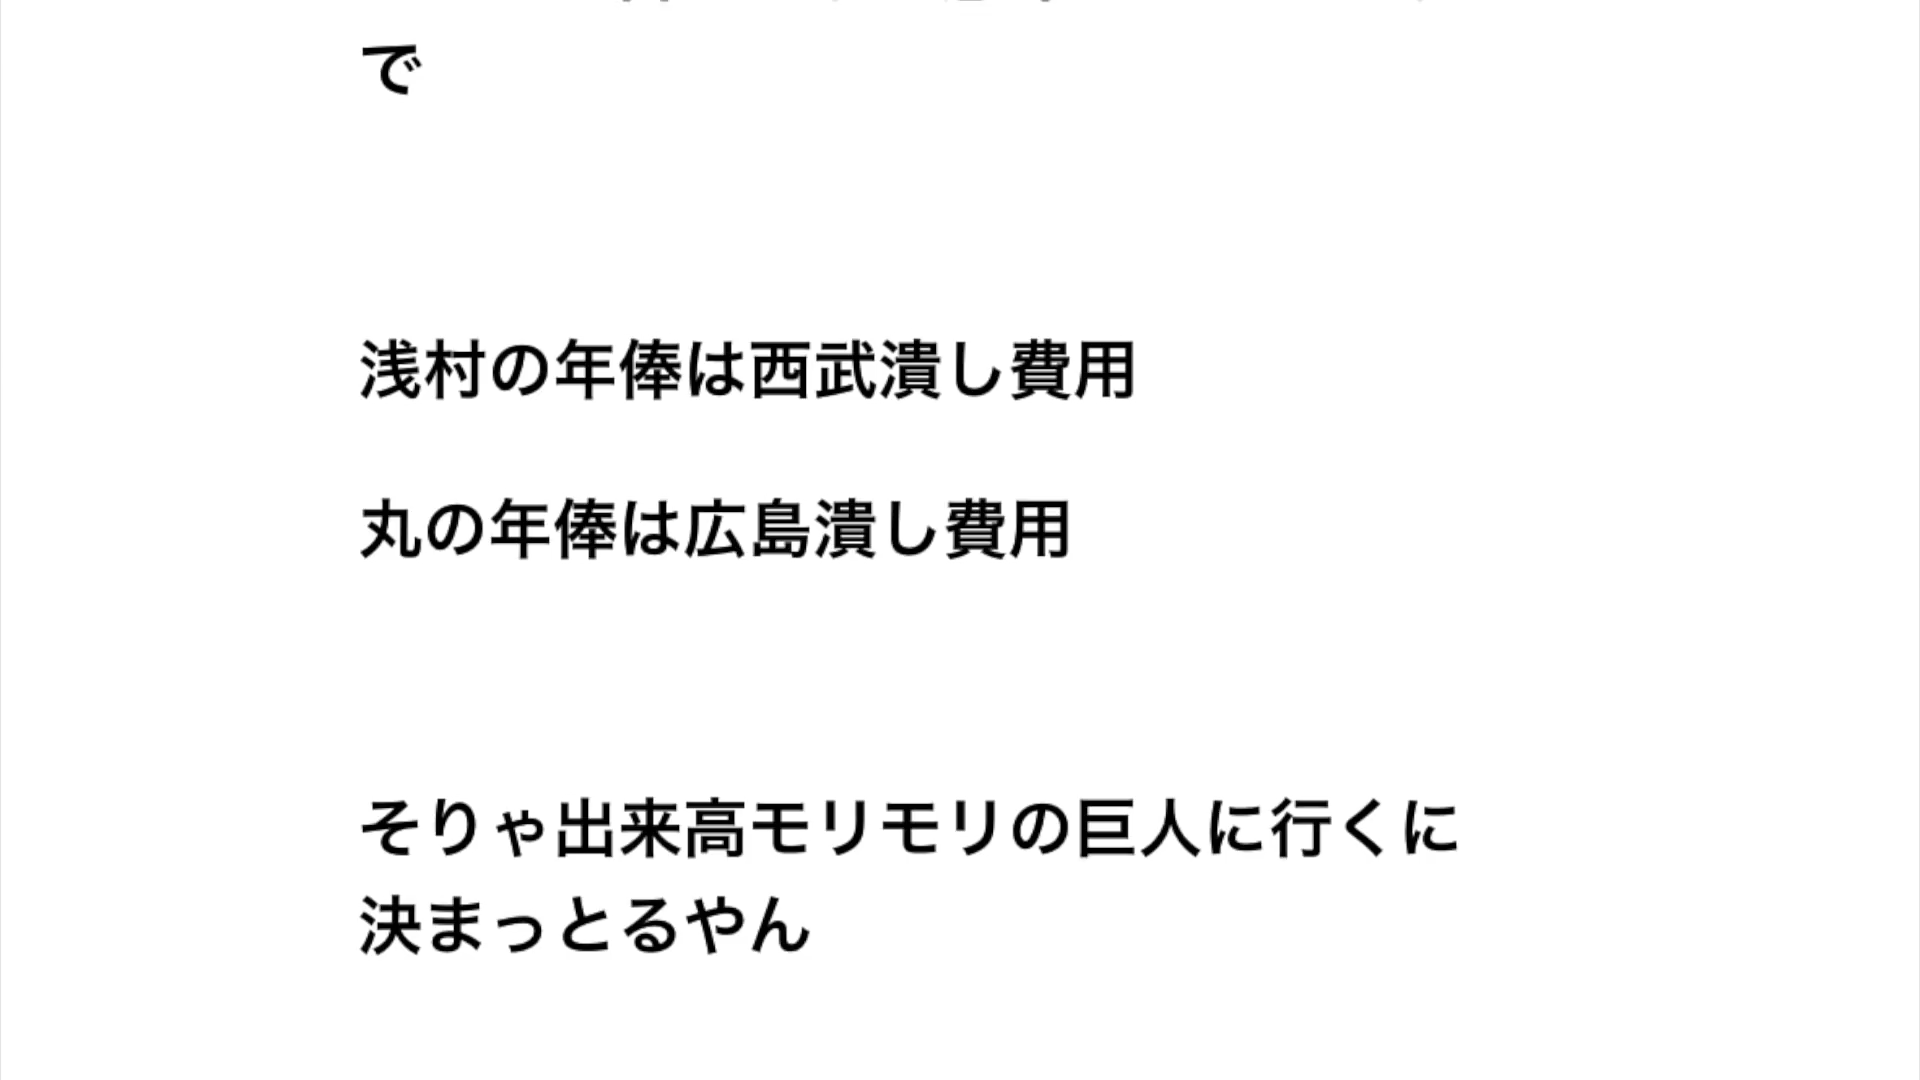 で
浅村の年俸は西武潰し費用
丸の年俸は広島潰し費用
そりゃ出来高モリモリの巨人に行くに
決まっとるやん